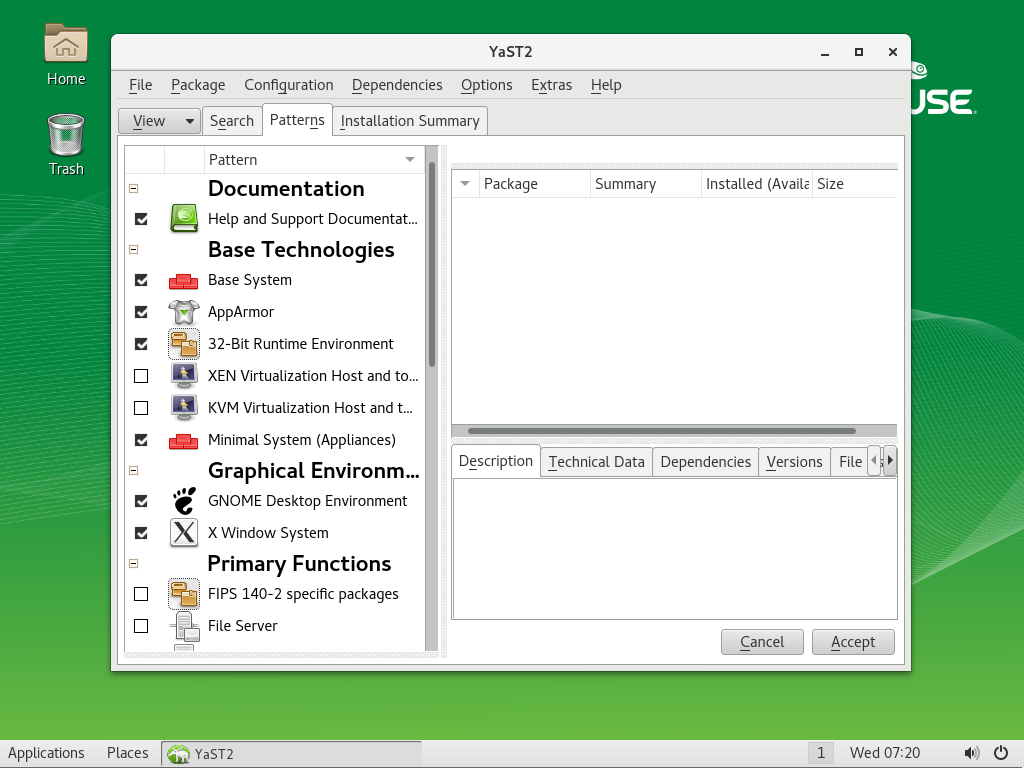 Home
Trash
USE.
YaST2
File Package Configuration Dependencies Options Extras Help
View Search Patterns Installation Summary
Pattern
Documentation
Help and Support Documentat...
Base Technologies
Base System
AppArmor
32-Bit Runtime Environment
XEN Virtualization Host and to...
KVM Virtualization Host and t...
Minimal System (Appliances)
Graphical Environm...
GNOME Desktop Environment
X Window System
Primary Functions
FIPS 140-2 specific packages
File Server
Package Summary Installed (Availa Size
Description Technical Data Dependencies Versions File
Cancel Accept
Applications Places YaST2 1 Wed 07:20